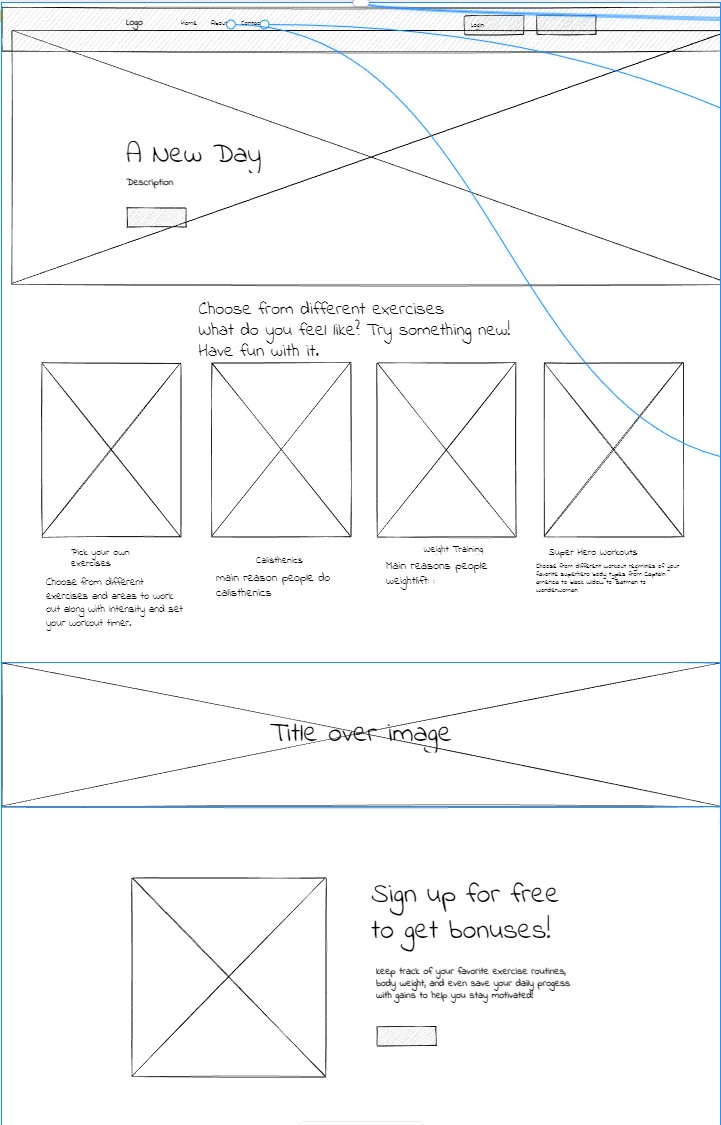 Logo Home About Contact Login
A New Day
Description
Choose from different exercises
what do you feel like? Try something new!
Have fun with it.
Pick your own
exercises
Choose from different
exercises and areas to work
out along with intensity and set
your workout timer.
Calisthenics
main reason people do
calisthenics
Weight Training
Main reasons people
weightlift :
Super Hero Workouts
Choose from different workout regimines of your
favorite superhero body types from Captain
america to black widow to Batman to
wonderwoman
Title over image
Sign up for free
to get bonuses!
keep track of your favorite exercise routines,
body weight, and even save your daily progess
with gains to help you stay motivated!